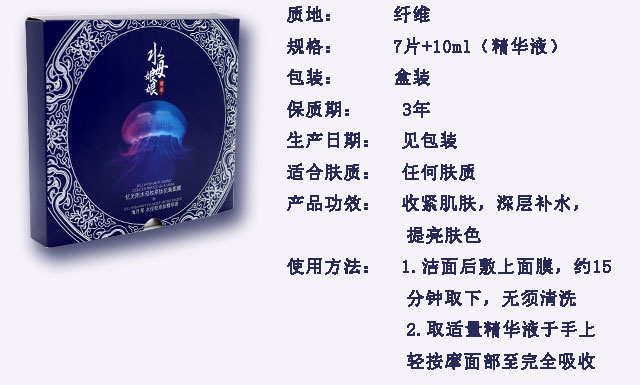 水母
嬢嬢
质地： 纤维
规格： 7片+10ml（精华液）
包装： 盒装
保质期： 3年
生产日期： 见包装
适合肤质： 任何肤质
产品功效： 收紧肌肤，深层补水，
提亮肤色
使用方法： 1.洁面后敷上面膜，约15
分钟取下，无须清洗
2.取适量精华液于手上
轻按摩面部至完全吸收